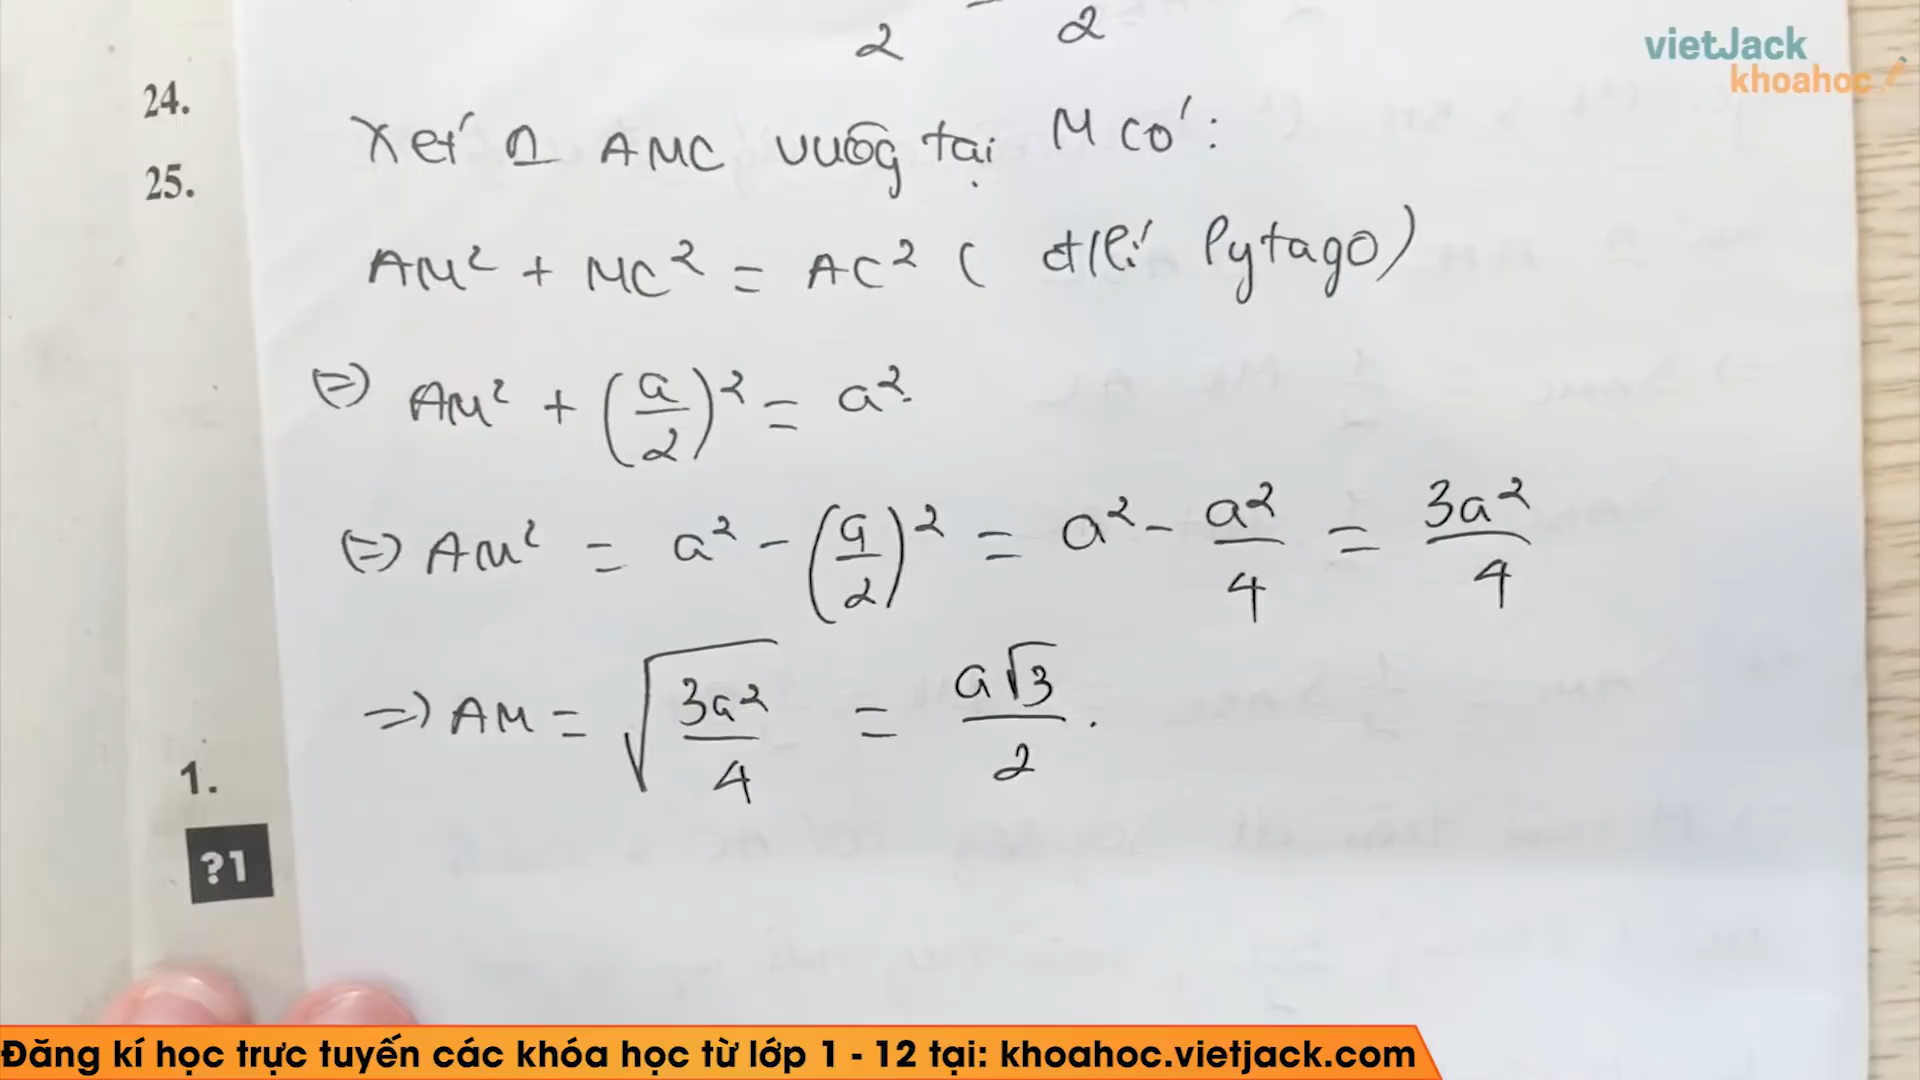 2 2
vietJack
khoahoc
24.
Xét Δ AMC vuôg tại M có:
25.
AM² + MC² = AC² ( đ/lí Pytago)
(=) AM² + (a/2)² = a²
(=) AM² = a² - (a/2)² = a² - a²/4 = 3a²/4
=) AM = √(3a²/4) = a√3/2.
1.
?1
Đăng kí học trực tuyến các khóa học từ lớp 1 - 12 tại: khoahoc.vietjack.com